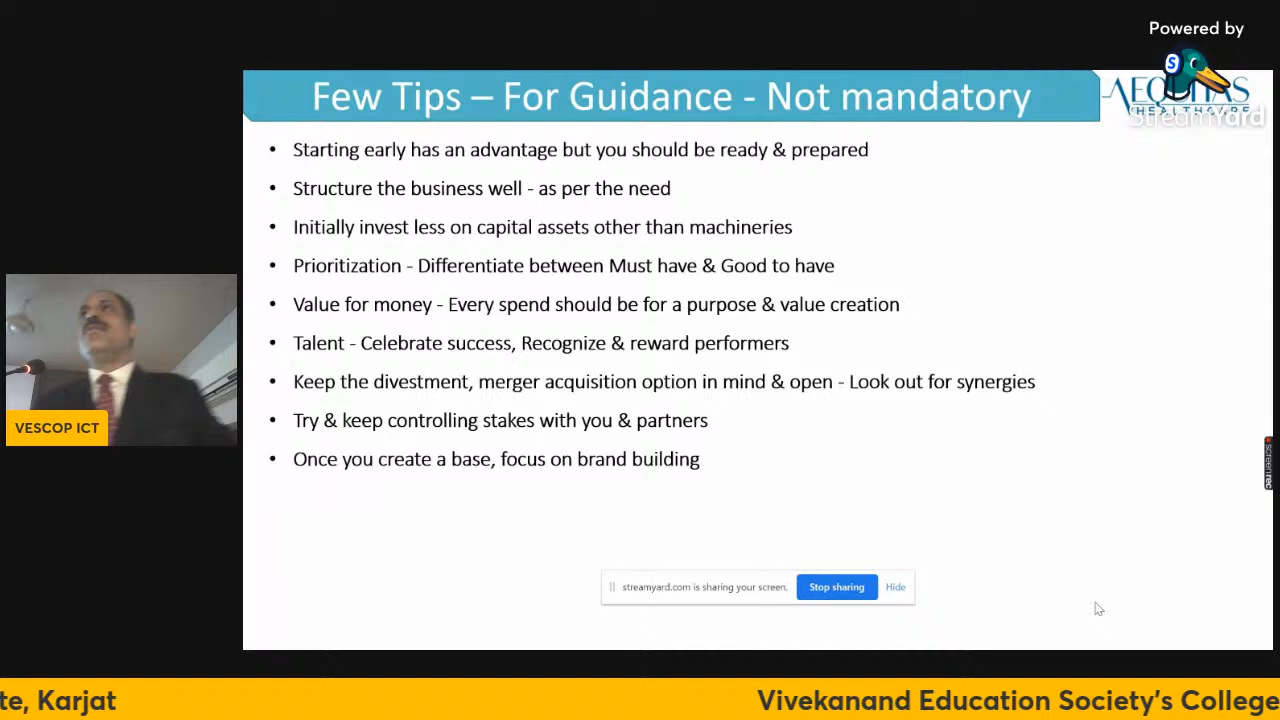 Powered by
StreamYard
Few Tips – For Guidance - Not mandatory
AEQUITAS
HEALTHCARE
• Starting early has an advantage but you should be ready & prepared
• Structure the business well - as per the need
• Initially invest less on capital assets other than machineries
• Prioritization - Differentiate between Must have & Good to have
• Value for money - Every spend should be for a purpose & value creation
• Talent - Celebrate success, Recognize & reward performers
• Keep the divestment, merger acquisition option in mind & open - Look out for synergies
• Try & keep controlling stakes with you & partners
• Once you create a base, focus on brand building
VESCOP ICT
screenrec
streamyard.com is sharing your screen.
Stop sharing
Hide
te, Karjat
Vivekanand Education Society's College